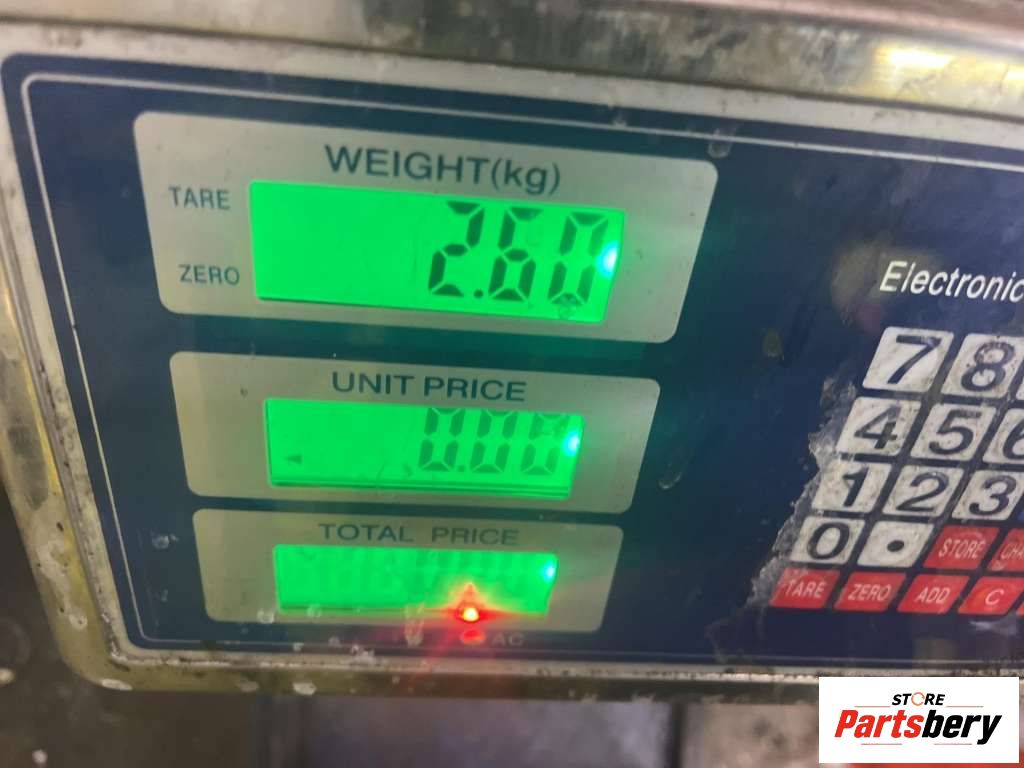 WEIGHT(kg)
TARE
2.60
ZERO
Electronic
UNIT PRICE
0.00
7 8
4 5 6
1 2 3
TOTAL PRICE
0 . STORE
TARE ZERO ADD C
AC
STORE
Partsbery